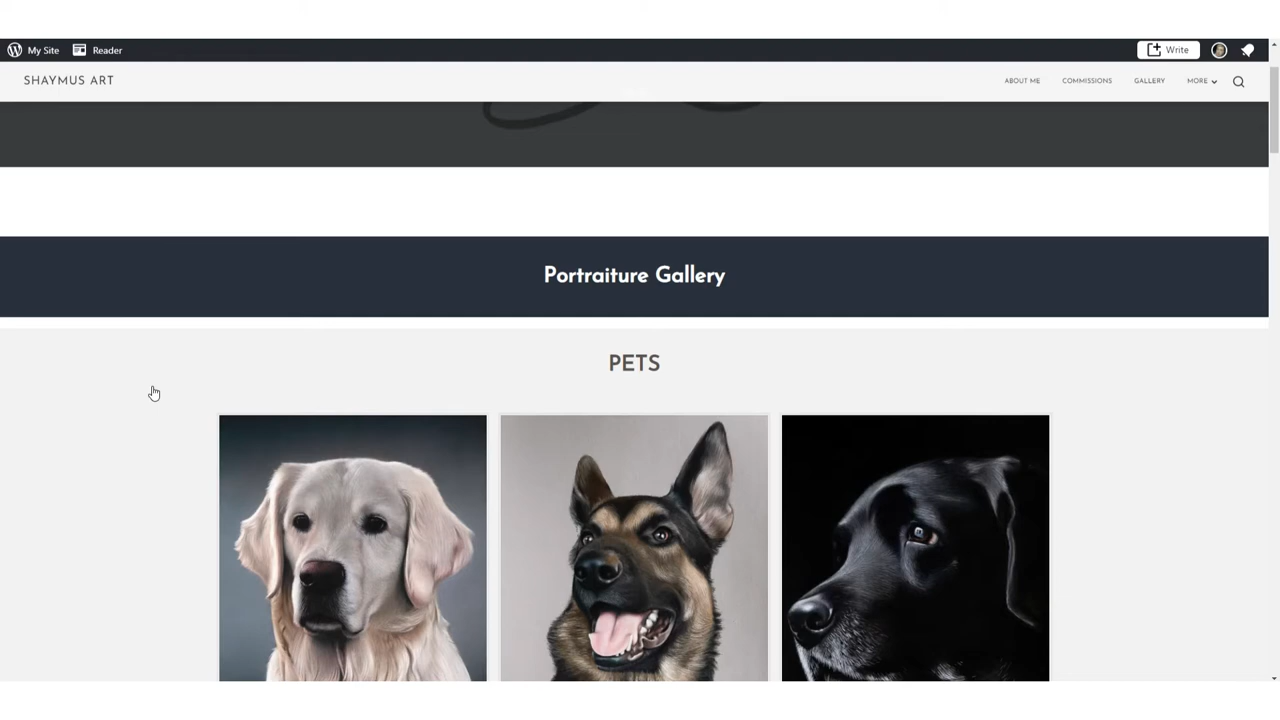 My Site
Reader
Write
SHAYMUS ART
ABOUT ME
COMMISSIONS
GALLERY
MORE
Portraiture Gallery
PETS